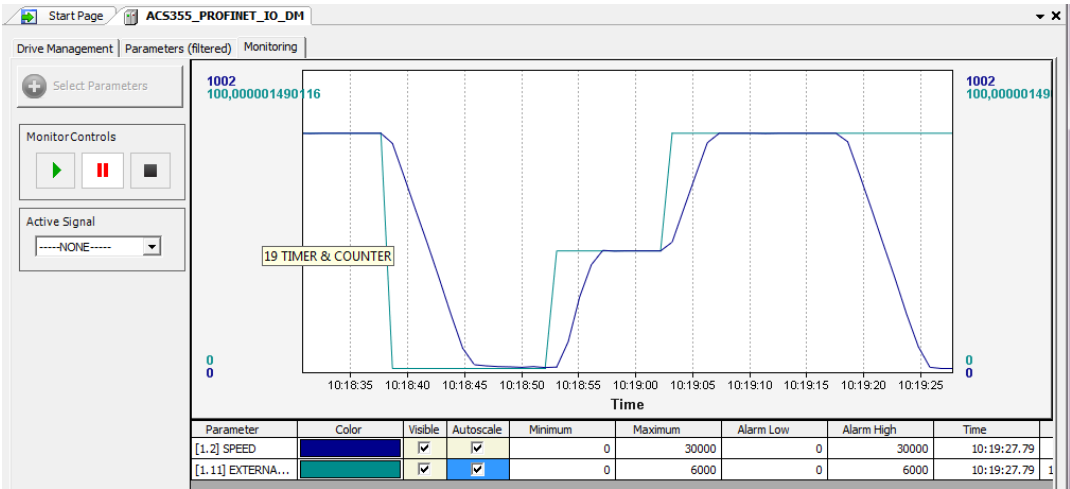 Start Page ACS355_PROFINET_IO_DM
Drive Management Parameters (filtered) Monitoring
Select Parameters
MonitorControls
Active Signal
-----NONE-----
1002
100,000001490116
1002
100,00000149
19 TIMER & COUNTER
0
0
0
0
10:18:35 10:18:40 10:18:45 10:18:50 10:18:55 10:19:00 10:19:05 10:19:10 10:19:15 10:19:20 10:19:25
Time
Parameter Color Visible Autoscale Minimum Maximum Alarm Low Alarm High Time
[1.2] SPEED 0 30000 0 30000 10:19:27.79
[1.11] EXTERNA... 0 6000 0 6000 10:19:27.79 1